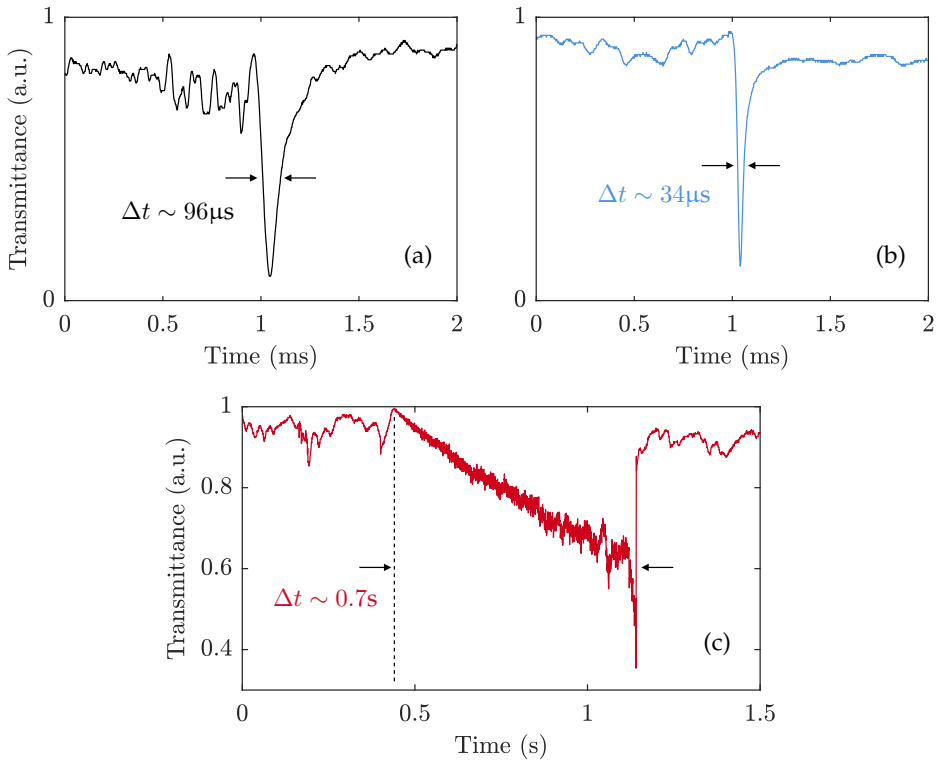 1
0
Transmittance (a.u.)
Δt ∼ 96μs
(a)
0
0.5
1
1.5
2
Time (ms)
1
0
Δt ∼ 34μs
(b)
0
0.5
1
1.5
2
Time (ms)
1
0.8
0.6
0.4
Transmittance (a.u.)
Δt ∼ 0.7s
(c)
0
0.5
1
1.5
Time (s)